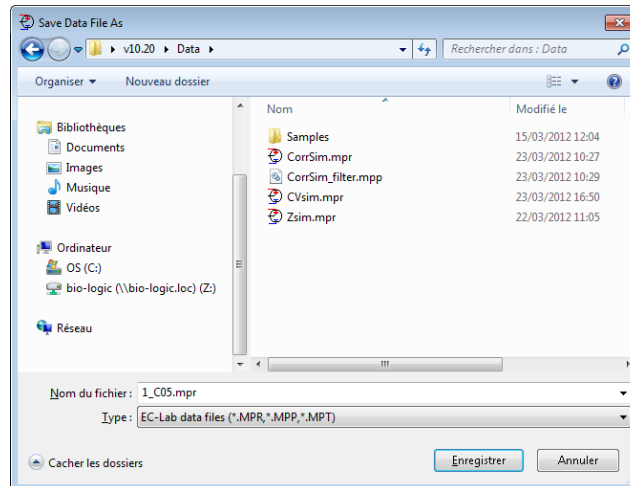 Save Data File As
v10.20 Data
Rechercher dans : Data
Organiser Nouveau dossier
Nom Modifié le
Bibliothèques
Documents
Images
Musique
Vidéos
Ordinateur
OS (C:)
bio-logic (\\bio-logic.loc) (Z:)
Réseau
Samples 15/03/2012 12:04
CorrSim.mpr 23/03/2012 10:27
CorrSim_filter.mpp 23/03/2012 10:29
CVsim.mpr 23/03/2012 16:50
Zsim.mpr 22/03/2012 11:05
Nom du fichier : 1_C05.mpr
Type : EC-Lab data files (*.MPR,*.MPP,*.MPT)
Cacher les dossiers Enregistrer Annuler